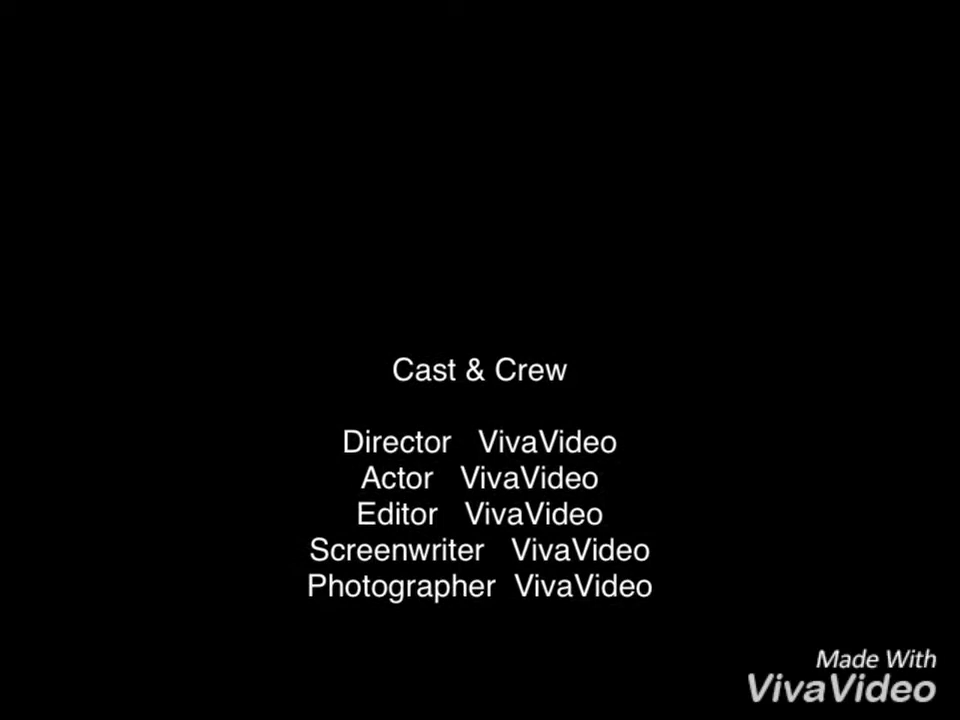 Cast & Crew
Director VivaVideo
Actor VivaVideo
Editor VivaVideo
Screenwriter VivaVideo
Photographer VivaVideo
Made With
VivaVideo